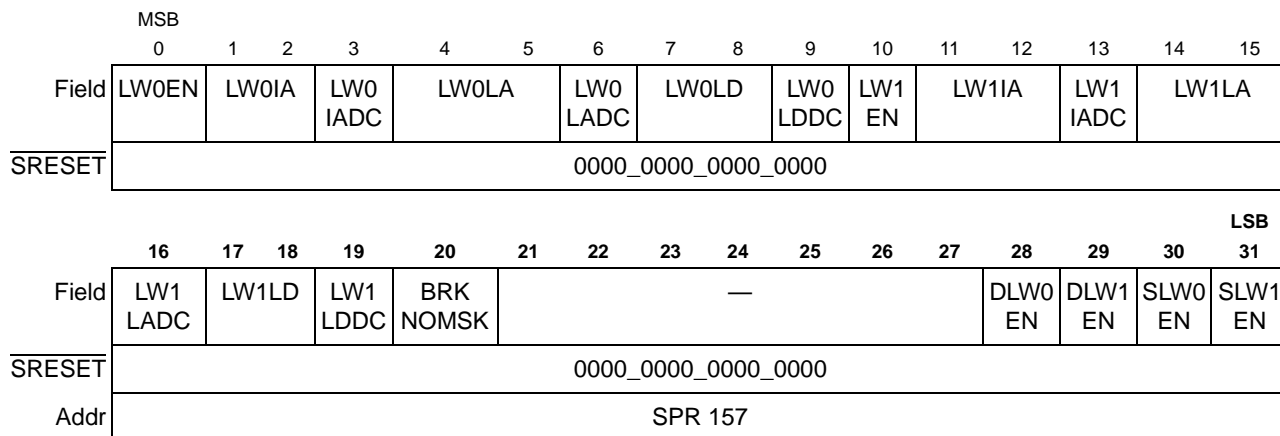 MSB
0 1 2 3 4 5 6 7 8 9 10 11 12 13 14 15
Field LW0EN LW0IA LW0 IADC LW0LA LW0 LADC LW0LD LW0 LDDC LW1 EN LW1IA LW1 IADC LW1LA
SRESET 0000_0000_0000_0000
LSB
16 17 18 19 20 21 22 23 24 25 26 27 28 29 30 31
Field LW1 LADC LW1LD LW1 LDDC BRK NOMSK — DLW0 EN DLW1 EN SLW0 EN SLW1 EN
SRESET 0000_0000_0000_0000
Addr SPR 157